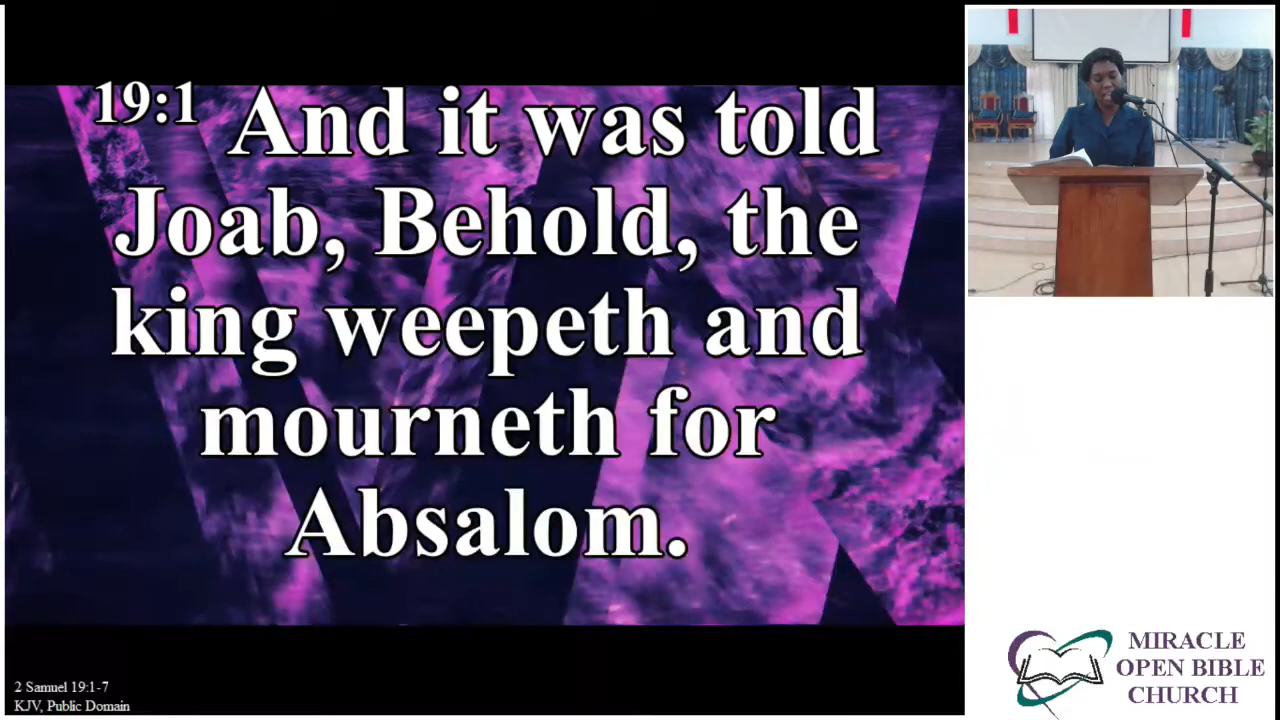 19:1 And it was told
Joab, Behold, the
king weepeth and
mourneth for
Absalom.
2 Samuel 19:1-7
KJV, Public Domain
MIRACLE
OPEN BIBLE
CHURCH